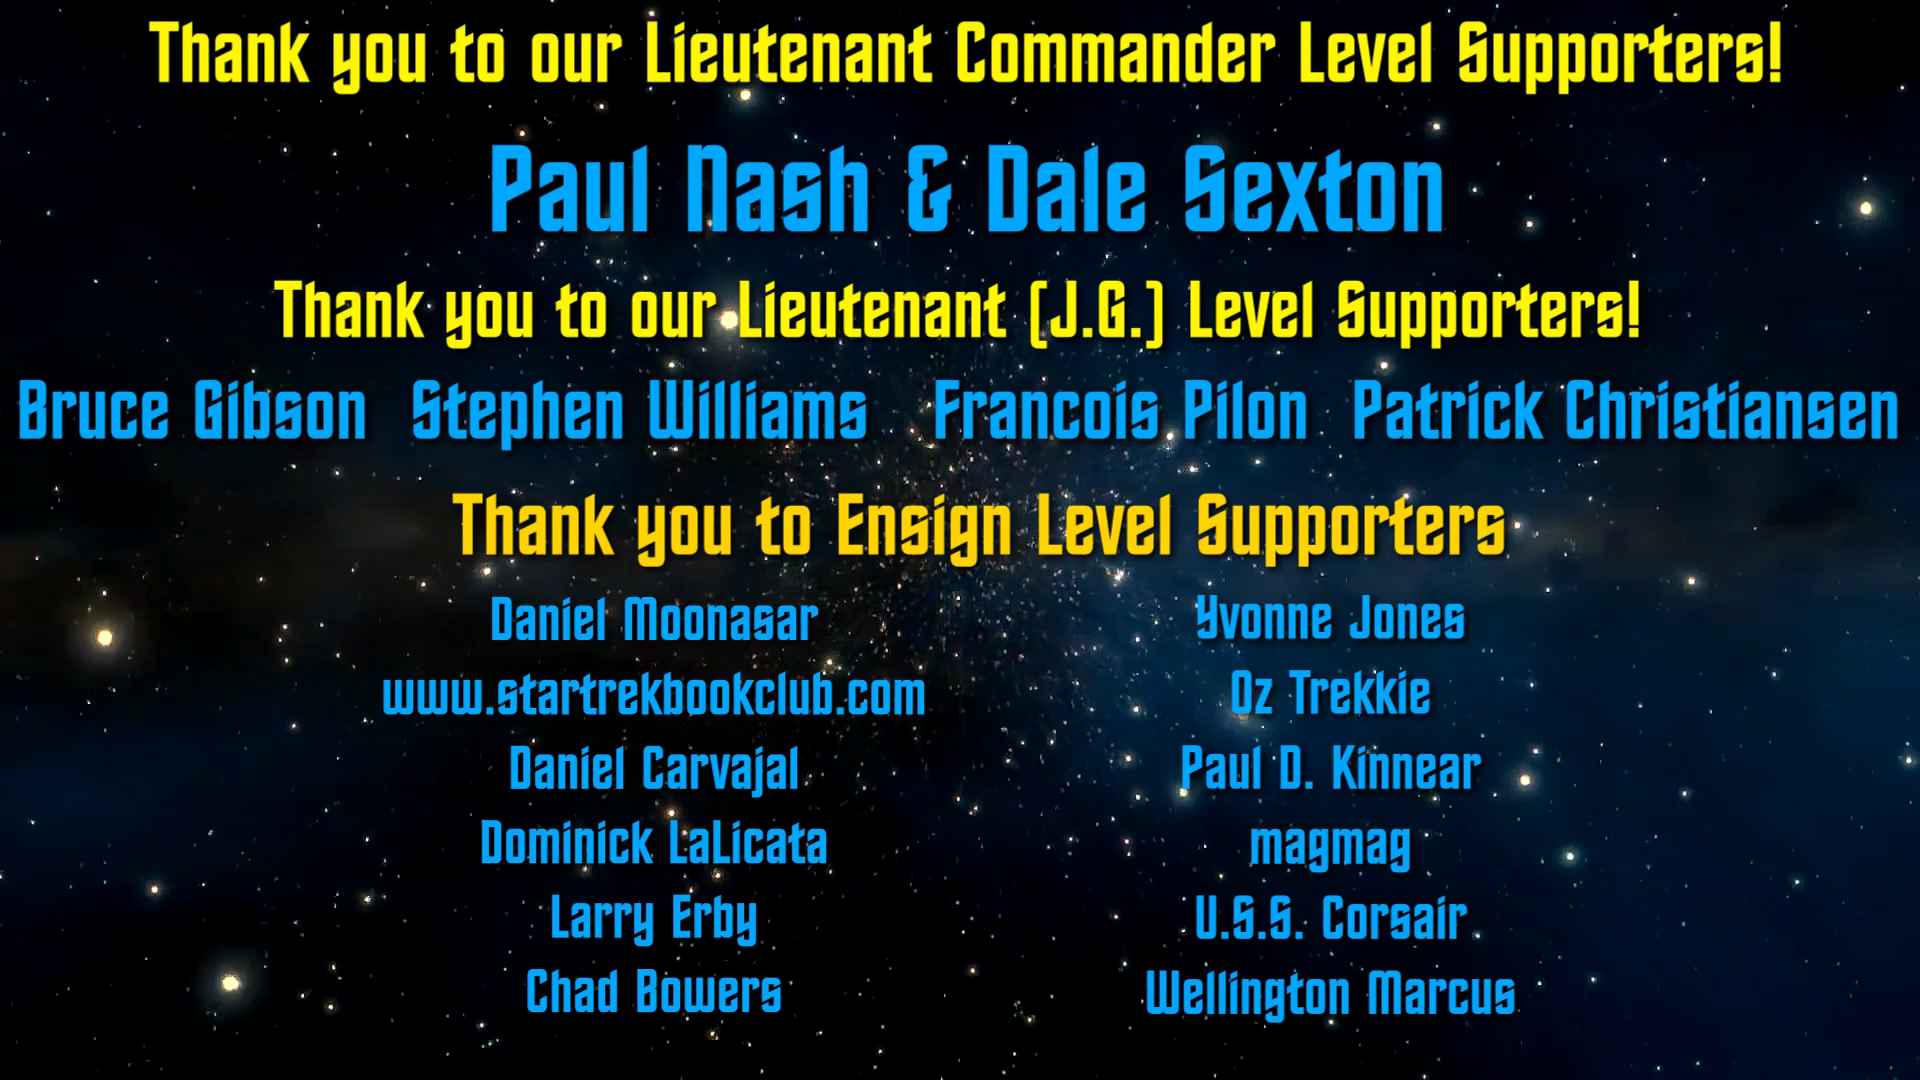 Thank you to our Lieutenant Commander Level Supporters!
Paul Nash & Dale Sexton
Thank you to our Lieutenant (J.G.) Level Supporters!
Bruce Gibson Stephen Williams Francois Pilon Patrick Christiansen
Thank you to Ensign Level Supporters
Daniel Moonasar
www.startrekbookclub.com
Daniel Carvajal
Dominick LaLicata
Larry Erby
Chad Bowers
Yvonne Jones
Oz Trekkie
Paul D. Kinnear
magmag
U.S.S. Corsair
Wellington Marcus